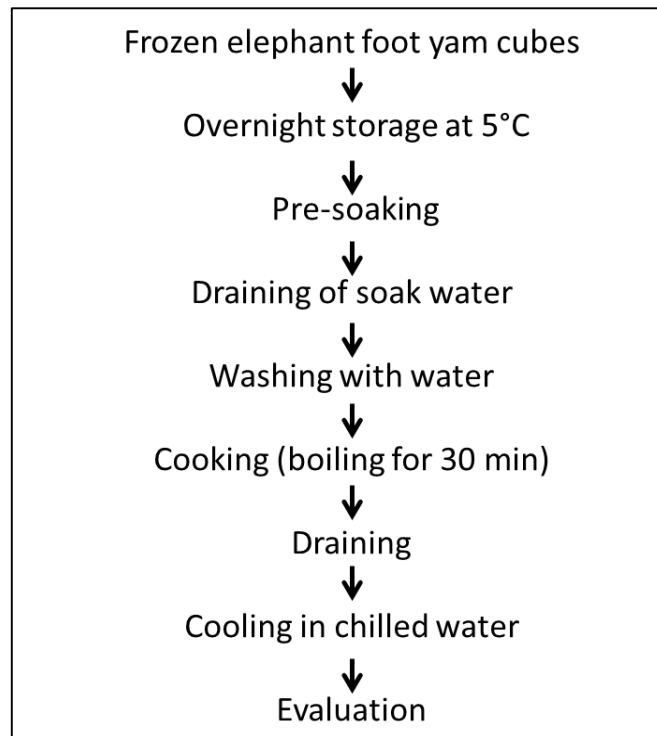 Frozen elephant foot yam cubes
Overnight storage at 5°C
Pre-soaking
Draining of soak water
Washing with water
Cooking (boiling for 30 min)
Draining
Cooling in chilled water
Evaluation